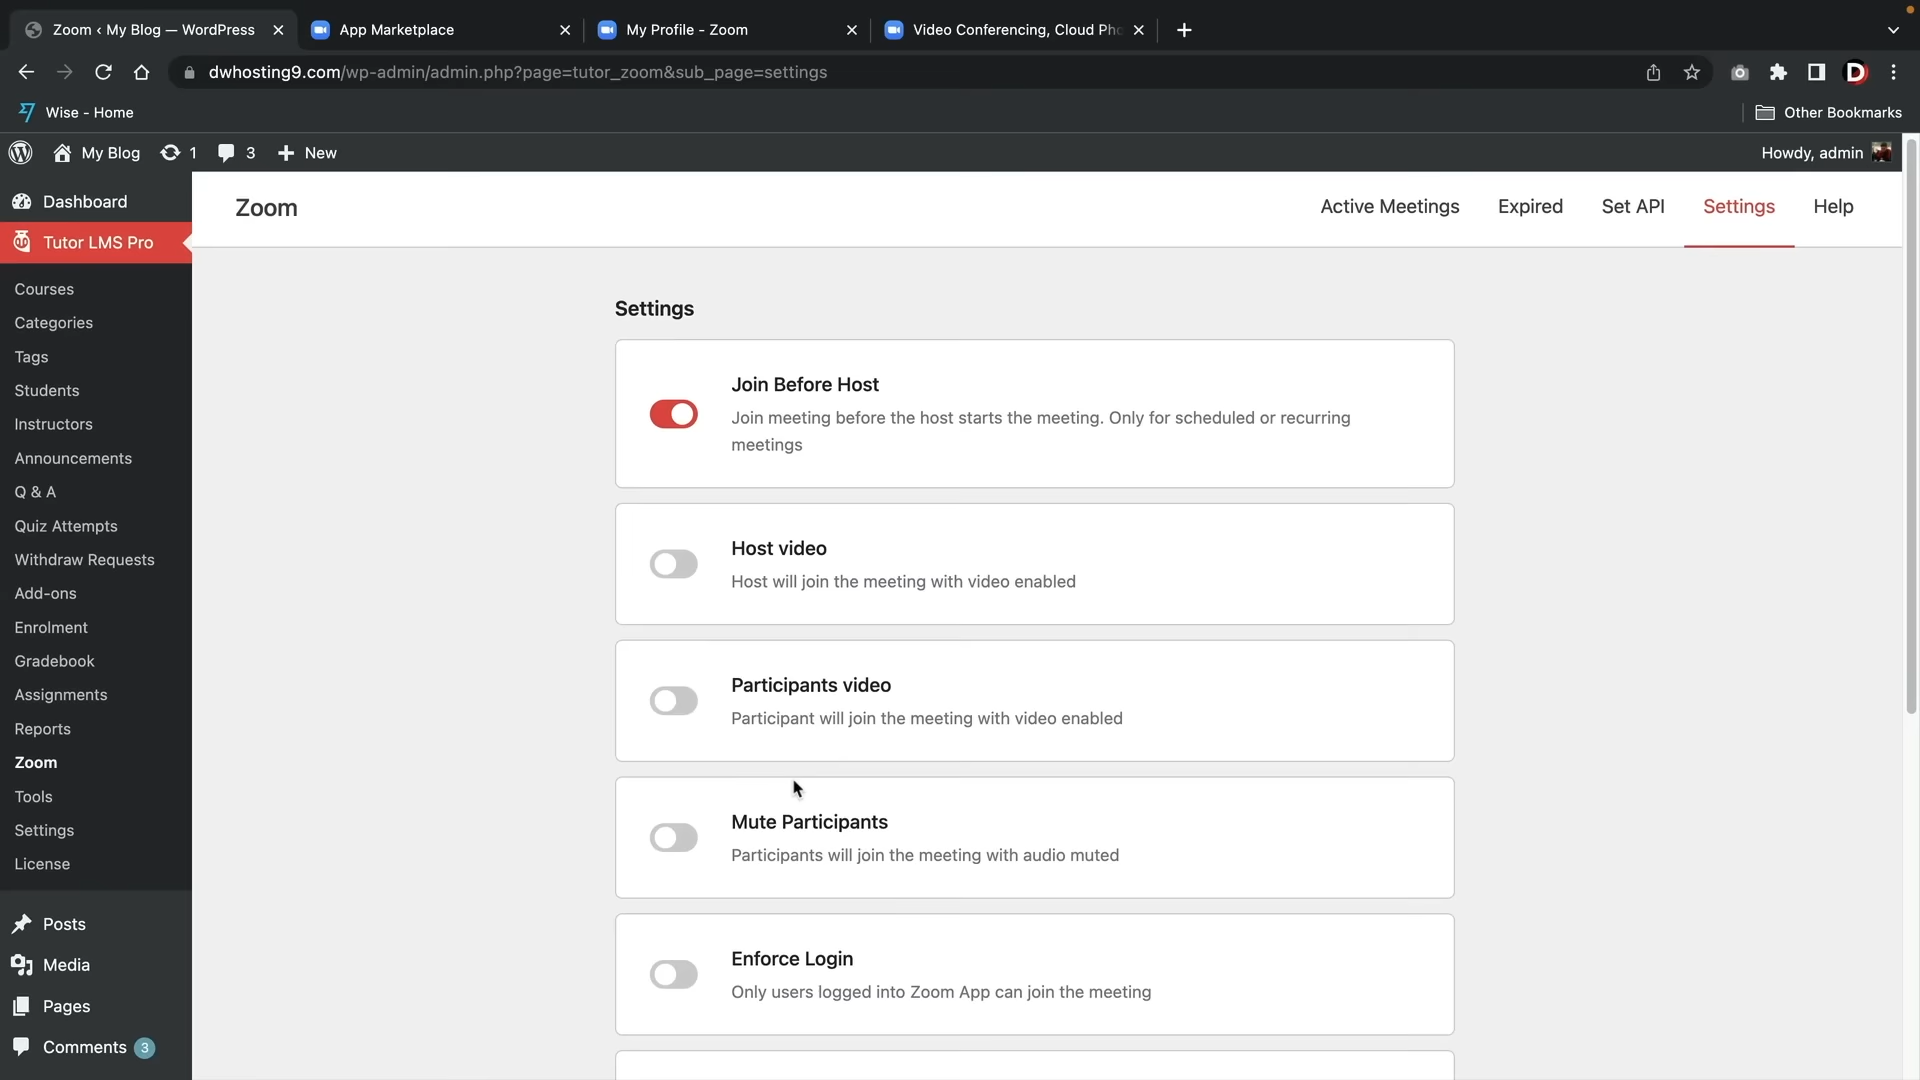 Zoom ‹ My Blog — WordPress
App Marketplace
My Profile - Zoom
Video Conferencing, Cloud Pho
dwhosting9.com/wp-admin/admin.php?page=tutor_zoom&sub_page=settings
Wise - Home
Other Bookmarks
My Blog
1
3
New
Howdy, admin
Dashboard
Tutor LMS Pro
Courses
Categories
Tags
Students
Instructors
Announcements
Q & A
Quiz Attempts
Withdraw Requests
Add-ons
Enrolment
Gradebook
Assignments
Reports
Zoom
Tools
Settings
License
Posts
Media
Pages
Comments 3
Zoom
Active Meetings
Expired
Set API
Settings
Help
Settings
Join Before Host
Join meeting before the host starts the meeting. Only for scheduled or recurring
meetings
Host video
Host will join the meeting with video enabled
Participants video
Participant will join the meeting with video enabled
Mute Participants
Participants will join the meeting with audio muted
Enforce Login
Only users logged into Zoom App can join the meeting